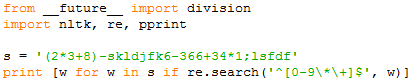 from __future__ import division
import nltk, re, pprint
s = '(2*3+8)-skldjfk6-366+34*1;lsfdf'
print [w for w in s if re.search('^[0-9\*\+]$', w)]